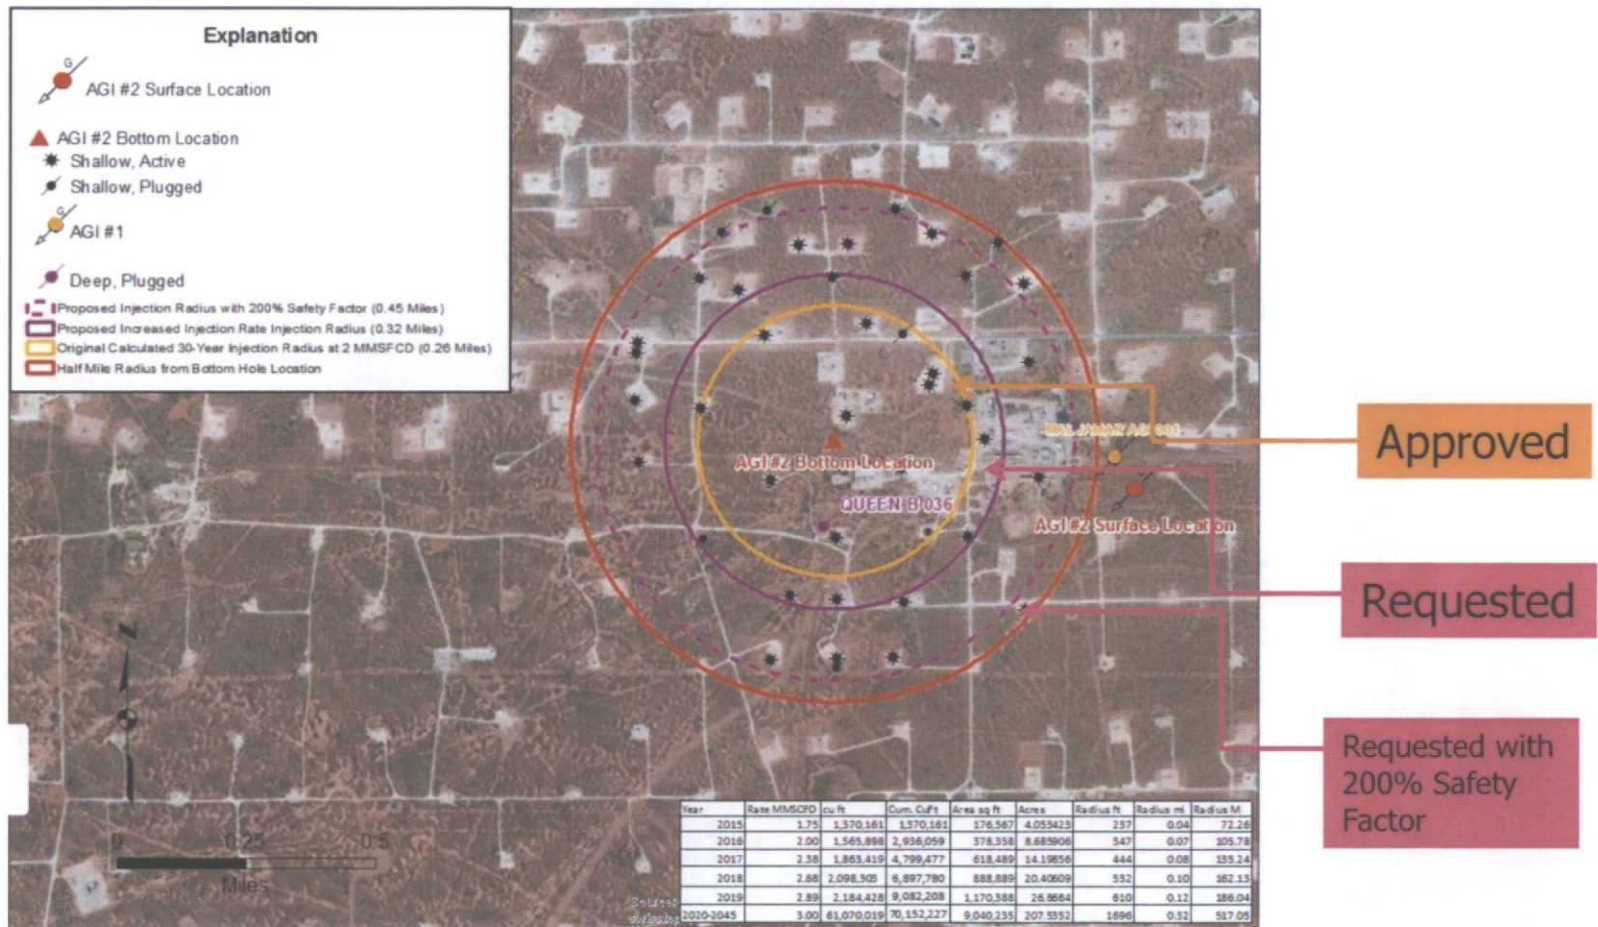 Explanation
G
AGI #2 Surface Location
AGI #2 Bottom Location
Shallow, Active
Shallow, Plugged
G
AGI #1
Deep, Plugged
Proposed Injection Radius with 200% Safety Factor (0.45 Miles)
Proposed Increased Injection Rate Injection Radius (0.32 Miles)
Original Calculated 30-Year Injection Radius at 2 MMSFCD (0.26 Miles)
Half Mile Radius from Bottom Hole Location
MALJAMAR AGI 001
AGI #2 Bottom Location
QUEEN B 036
AGI #2 Surface Location
Approved
Requested
Requested with
200% Safety
Factor
0 0.25 0.5
Miles
Year Rate MMSCFD cu ft Cum. CuFt Area sq ft Acres Radius ft Radius mi Radius M
2015 1.75 1,370,161 1,370,161 176,567 4.053423 237 0.04 72.26
2016 2.00 1,565,898 2,936,059 378,358 8.685906 347 0.07 105.78
2017 2.38 1,863,419 4,799,477 618,489 14.19856 444 0.08 135.24
2018 2.68 2,098,303 6,897,780 888,889 20.40609 532 0.10 162.13
2019 2.89 2,184,428 9,082,208 1,170,388 26.8684 610 0.12 186.04
2020-2045 3.00 61,070,019 70,152,227 9,040,235 207.5352 1696 0.32 517.05